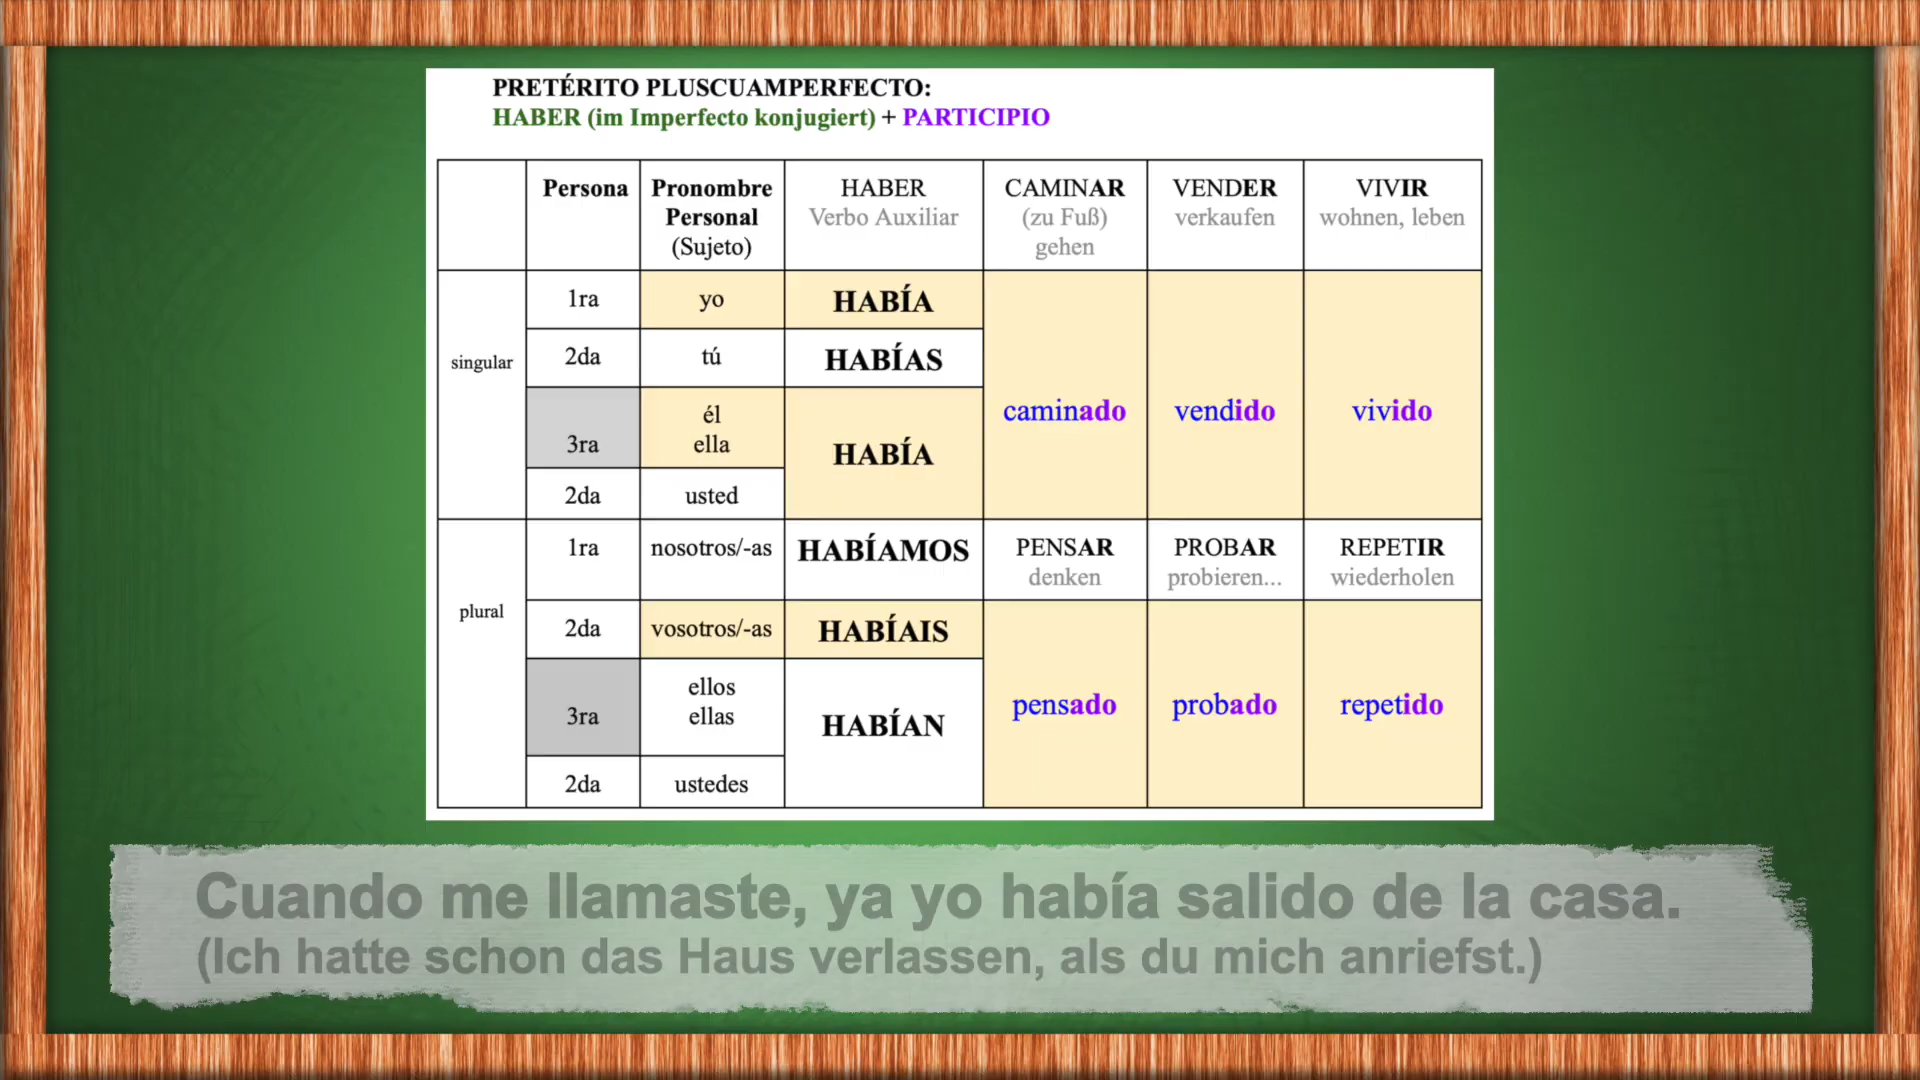 PRETÉRITO PLUSCUAMPERFECTO:
HABER (im Imperfecto konjugiert) + PARTICIPIO
Persona Pronombre Personal (Sujeto) HABER Verbo Auxiliar CAMINAR (zu Fuß) gehen VENDER verkaufen VIVIR wohnen, leben
singular
1ra yo HABÍA
2da tú HABÍAS
3ra él ella HABÍA
2da usted
caminado vendido vivido
plural
1ra nosotros/-as HABÍAMOS PENSAR denken PROBAR probieren... REPETIR wiederholen
2da vosotros/-as HABÍAIS
3ra ellos ellas HABÍAN
2da ustedes
pensado probado repetido
Cuando me llamaste, ya yo había salido de la casa.
(Ich hatte schon das Haus verlassen, als du mich anriefst.)